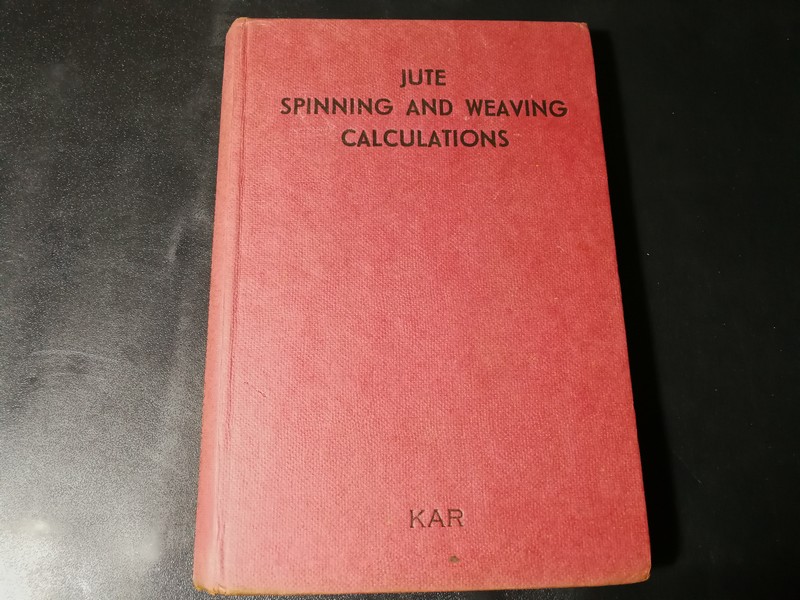 JUTE
SPINNING AND WEAVING
CALCULATIONS
KAR